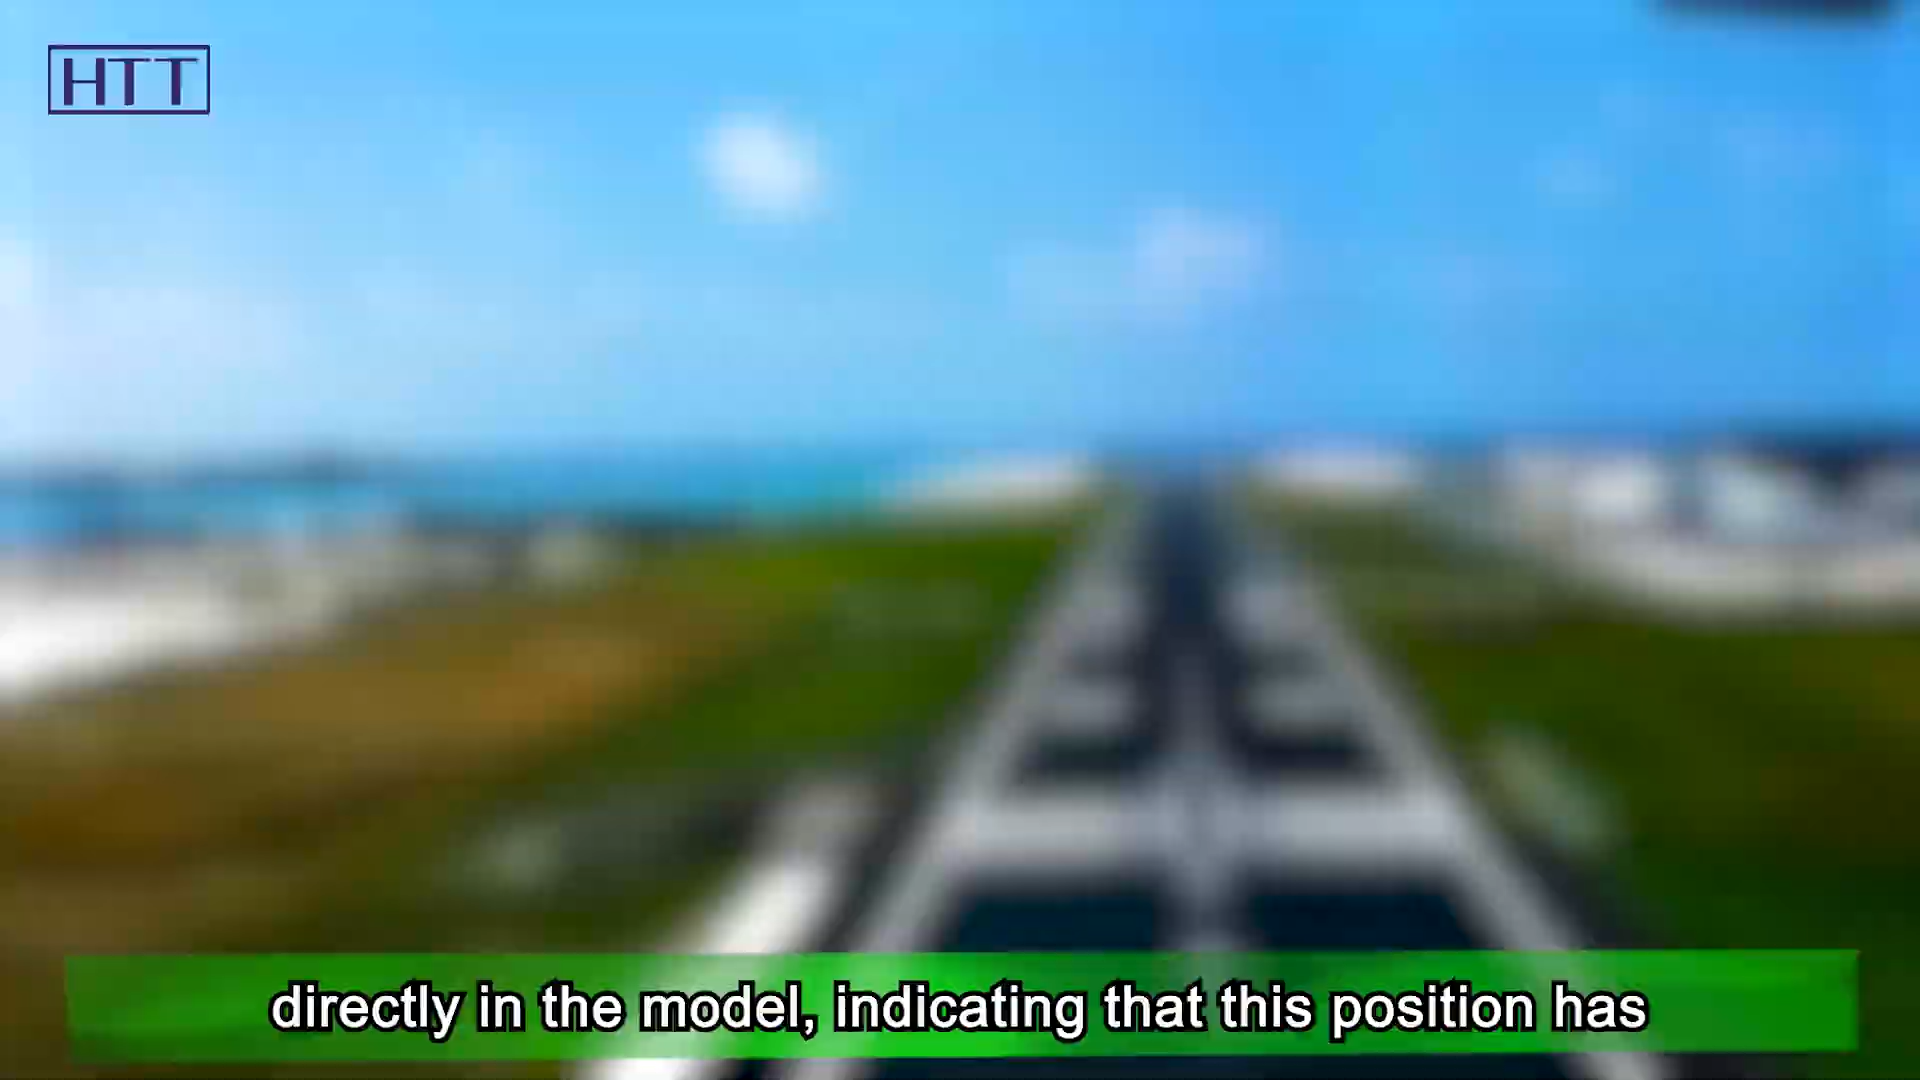 HTT
directly in the model, indicating that this position has